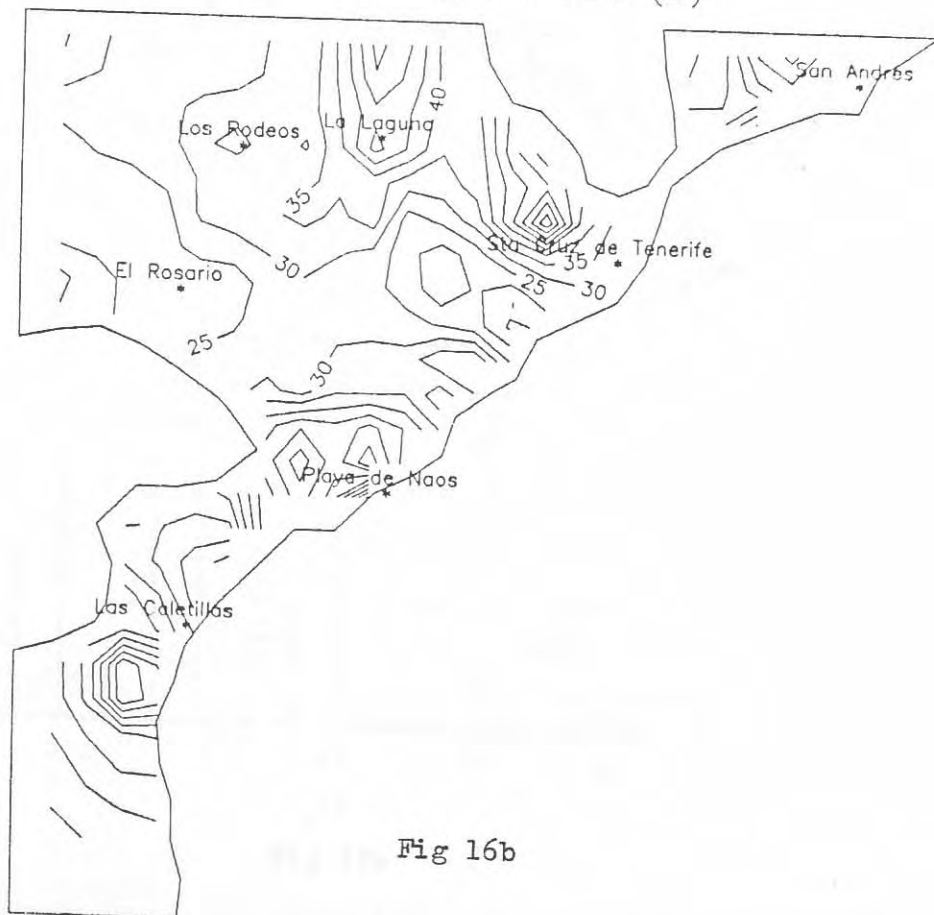 San Andrés
40
Los Rodeos
La Laguna
35
Sta Cruz de Tenerife
35
30
El Rosario
25
30
25
30
Playa de Naos
Las Caletillas
Fig 16b